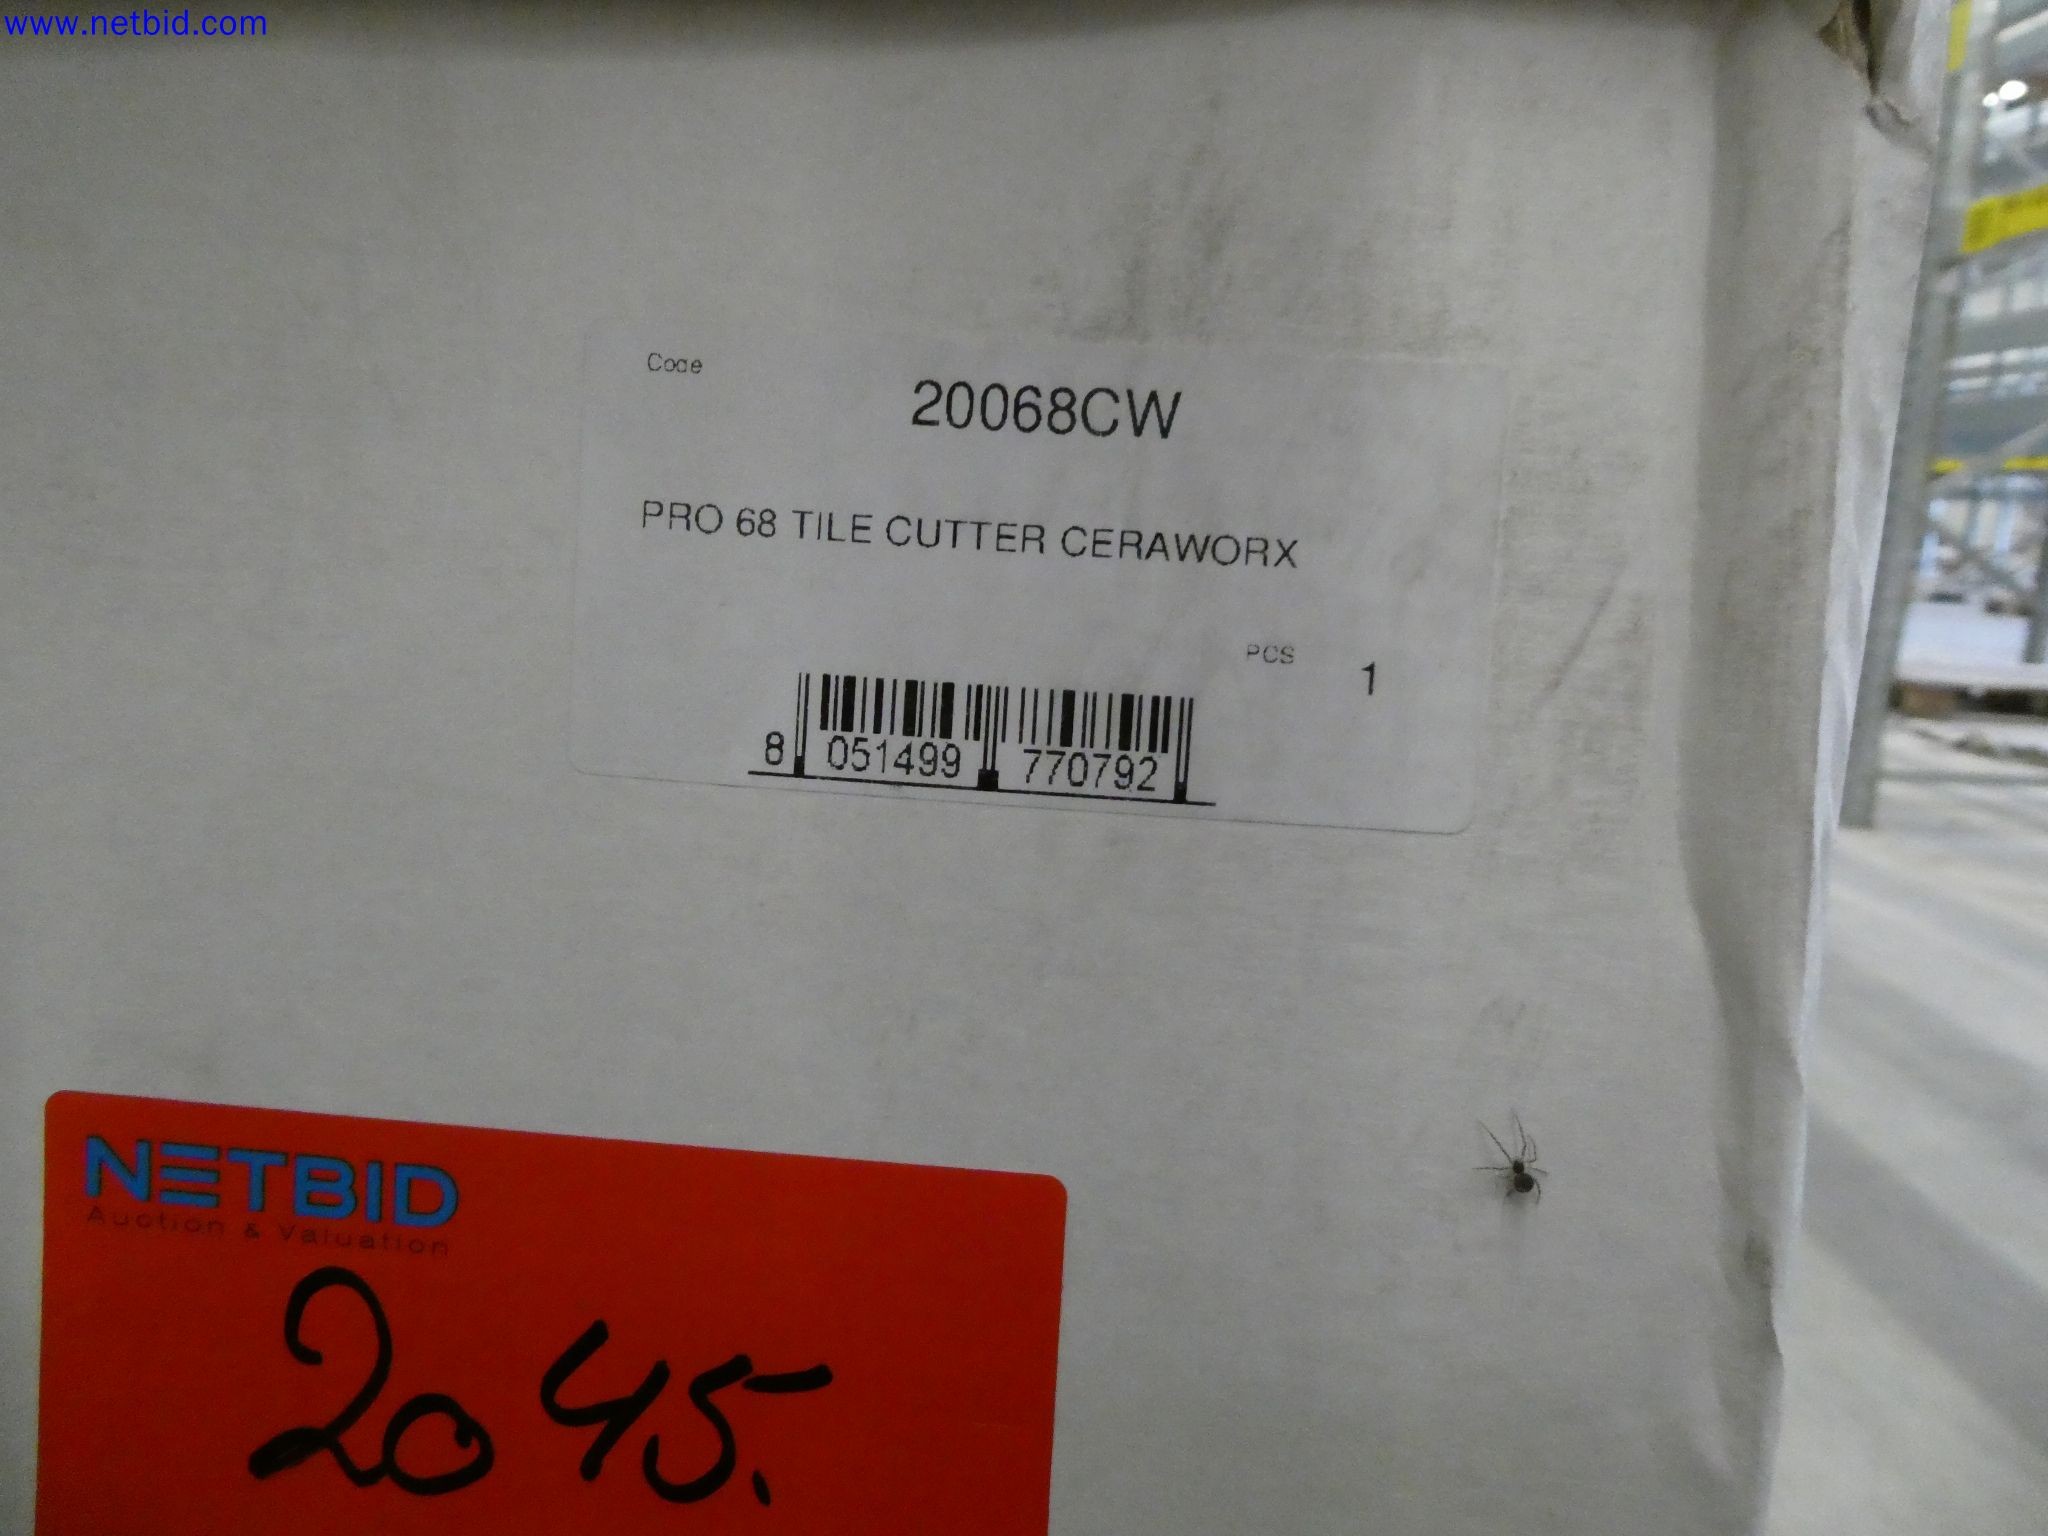 www.netbid.com
Code
20068CW
PRO 68 TILE CUTTER CERAWORX
PCS 1
8 051499 770792
NETBID
Auction & Valuation
2045.